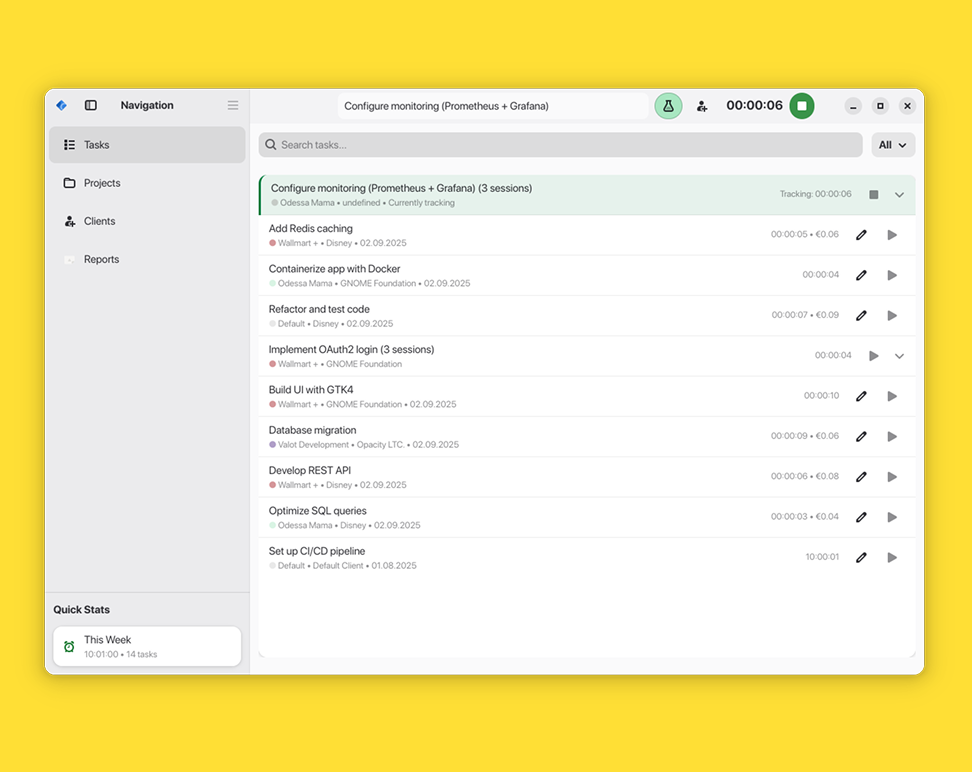 Navigation
Configure monitoring (Prometheus + Grafana)
00:00:06
Tasks
Projects
Clients
Reports
Search tasks...
All
Configure monitoring (Prometheus + Grafana) (3 sessions)
Odessa Mama • undefined • Currently tracking
Tracking: 00:00:06
Add Redis caching
Wallmart + • Disney • 02.09.2025
00:00:05 • €0.06
Containerize app with Docker
Odessa Mama • GNOME Foundation • 02.09.2025
00:00:04
Refactor and test code
Default • Disney • 02.09.2025
00:00:07 • €0.09
Implement OAuth2 login (3 sessions)
Wallmart + • GNOME Foundation
00:00:04
Build UI with GTK4
Wallmart + • GNOME Foundation • 02.09.2025
00:00:10
Database migration
Valot Development • Opacity LTC. • 02.09.2025
00:00:09 • €0.06
Develop REST API
Wallmart + • Disney • 02.09.2025
00:00:06 • €0.08
Optimize SQL queries
Odessa Mama • Disney • 02.09.2025
00:00:03 • €0.04
Set up CI/CD pipeline
Default • Default Client • 01.08.2025
10:00:01
Quick Stats
This Week
10:01:00 • 14 tasks